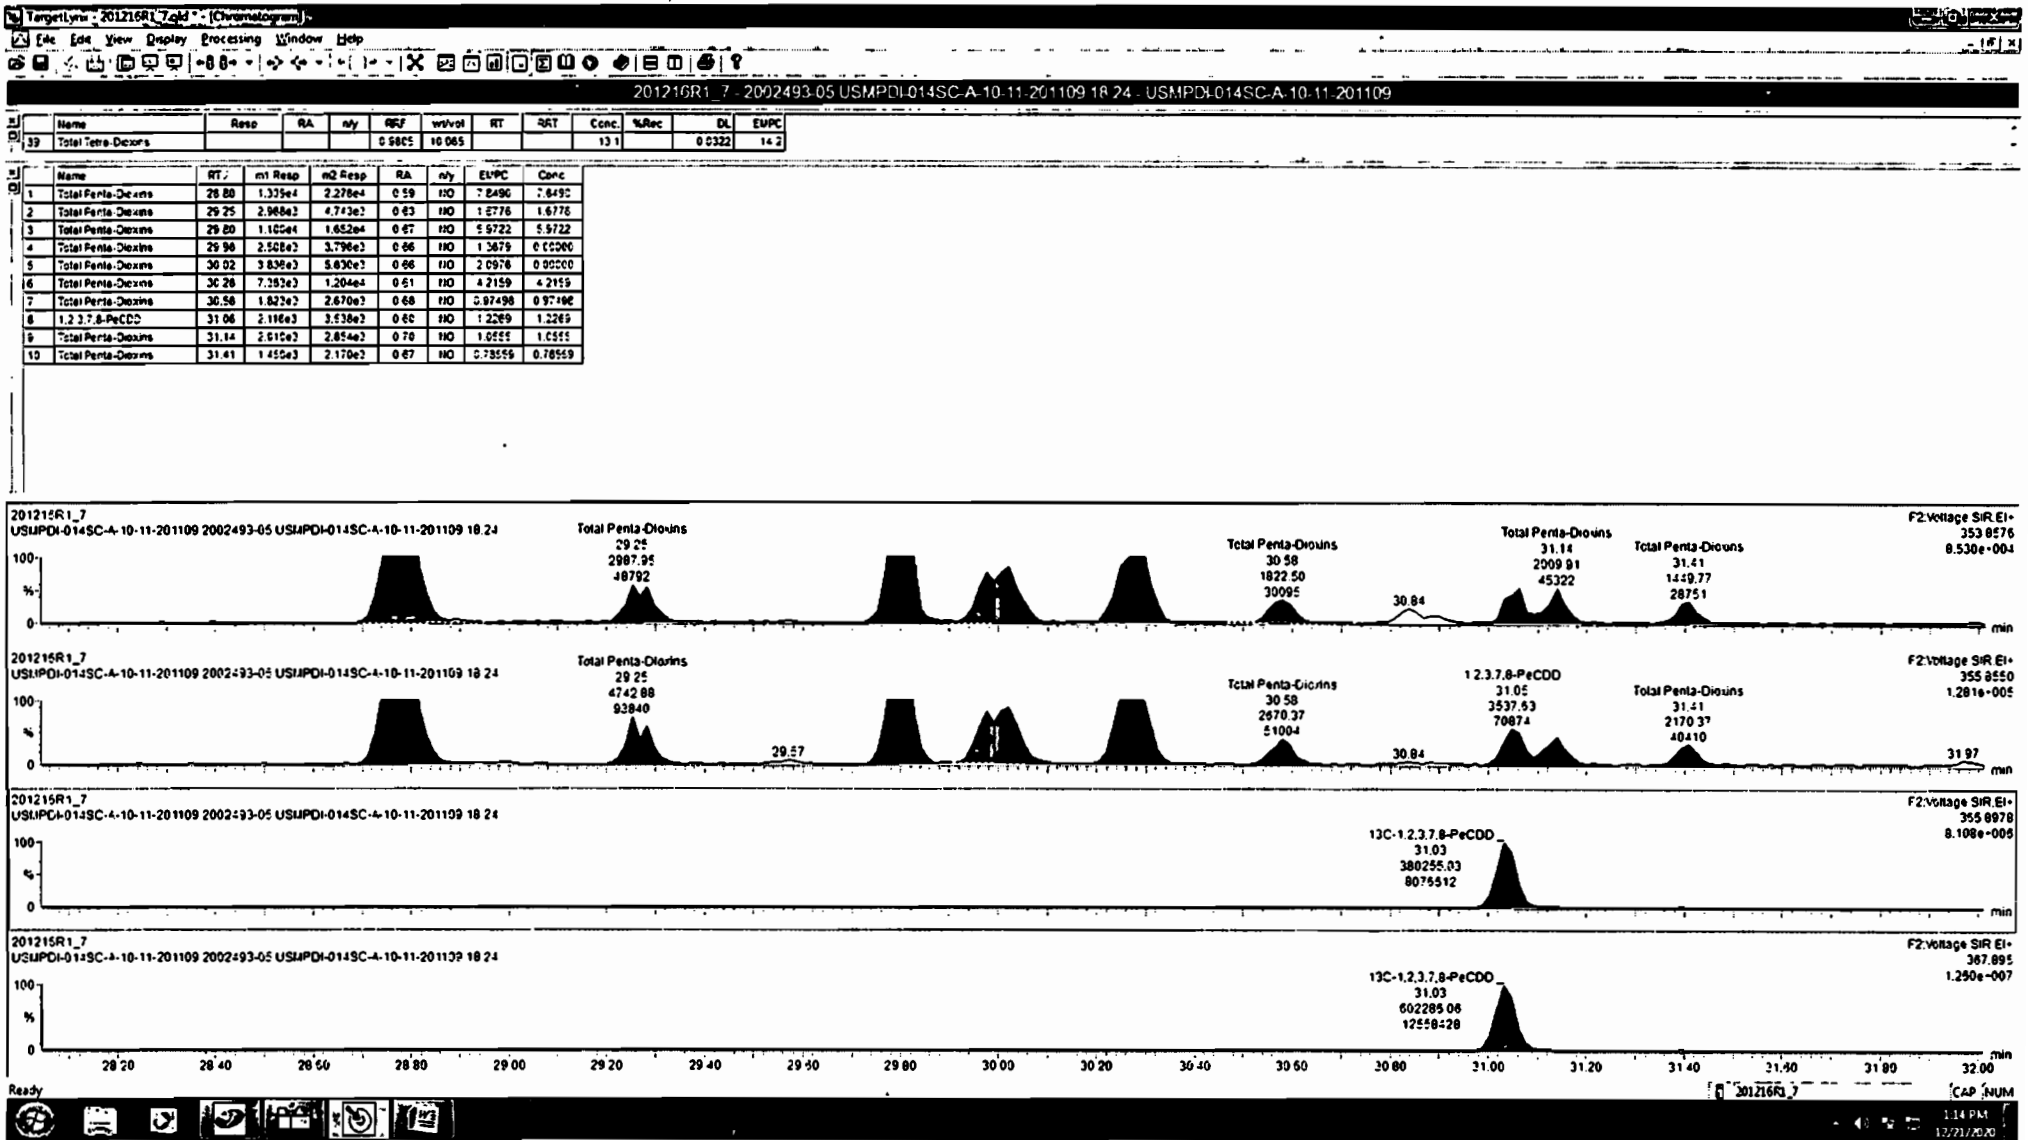 TargetLynx - 201216R1_7.qld * - [Chromatogram]
File Edit View Display Processing Window Help
201216R1_7 - 2002493-05 USMPDI-014SC-A-10-11-201109 18.24 - USMPDI-014SC-A-10-11-201109
Name Resp RA n/y RRF wt/vol RT RRT Conc. %Rec DL EMPC
39 Total Tetra-Dioxins 0.9805 10.065 13.1 0.0322 14.2
Name RT m1 Resp m2 Resp RA n/y EMPC Conc
1 Total Penta-Dioxins 28.80 1.335e4 2.278e4 0.59 NO 7.8490 7.8490
2 Total Penta-Dioxins 29.25 2.988e3 4.743e3 0.63 NO 1.6776 1.6776
3 Total Penta-Dioxins 29.80 1.652e4 0.67 NO 5.9722 5.9722
4 Total Penta-Dioxins 29.98 2.508e3 3.796e3 0.66 NO 1.3679 0.00000
5 Total Penta-Dioxins 30.02 3.836e3 0.66 NO 2.0976 0.00000
6 Total Penta-Dioxins 30.28 1.204e4 0.61 NO 4.2159 4.2159
7 Total Penta-Dioxins 30.58 1.823e3 2.670e3 0.68 NO 0.97498 0.97498
8 1,2,3,7,8-PeCDD 31.06 2.116e3 3.538e3 0.60 NO 1.2269 1.2269
9 Total Penta-Dioxins 31.14 2.010e3 2.854e3 0.70 NO 1.0555 1.0555
10 Total Penta-Dioxins 31.41 1.450e3 2.170e3 0.67 NO 0.78559 0.78559
201216R1_7
USMPDI-014SC-A-10-11-201109 2002493-05 USMPDI-014SC-A-10-11-201109 18.24
F2:Voltage SIR,EI+
353.8576
8.530e+004
Total Penta-Dioxins
29.25
2987.95
48792
Total Penta-Dioxins
30.58
1822.50
30095
30.84
Total Penta-Dioxins
31.14
2009.91
45322
Total Penta-Dioxins
31.41
1449.77
28751
100
%
0
min
201216R1_7
USMPDI-014SC-A-10-11-201109 2002493-05 USMPDI-014SC-A-10-11-201109 18.24
F2:Voltage SIR,EI+
355.8550
1.281e+005
Total Penta-Dioxins
29.25
4742.88
93840
29.57
Total Penta-Dioxins
30.58
2670.37
51004
30.84
1,2,3,7,8-PeCDD
31.05
3537.63
70874
Total Penta-Dioxins
31.41
2170.37
40410
31.97
100
%
0
min
201216R1_7
USMPDI-014SC-A-10-11-201109 2002493-05 USMPDI-014SC-A-10-11-201109 18.24
F2:Voltage SIR,EI+
8.108e+006
13C-1,2,3,7,8-PeCDD
31.03
380255.03
8076512
100
%
0
min
201216R1_7
USMPDI-014SC-A-10-11-201109 2002493-05 USMPDI-014SC-A-10-11-201109 18.24
F2:Voltage SIR,EI+
367.895
13C-1,2,3,7,8-PeCDD
31.03
602285.06
12558428
100
%
0
min
28.20 28.40 28.60 28.80 29.00 29.20 29.40 29.60 29.80 30.00 30.20 30.40 30.60 30.80 31.00 31.20 31.40 31.60 31.80 32.00
Ready
201216R1_7 CAP NUM
1:14 PM
12/21/2020